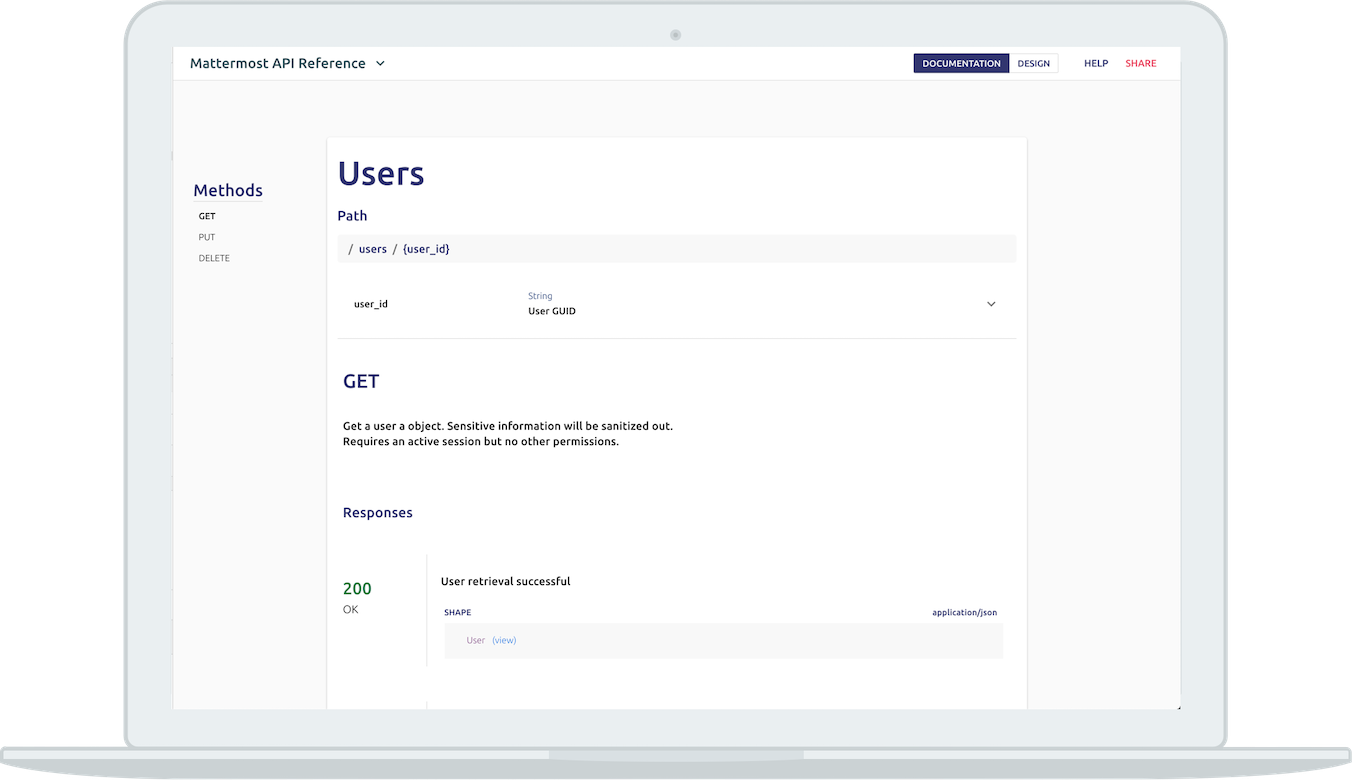 Mattermost API Reference
DOCUMENTATION
DESIGN
HELP
SHARE
Methods
GET
PUT
DELETE
Users
Path
/ users / {user_id}
user_id
String
User GUID
GET
Get a user a object. Sensitive information will be sanitized out.
Requires an active session but no other permissions.
Responses
200
OK
User retrieval successful
SHAPE
application/json
User (view)